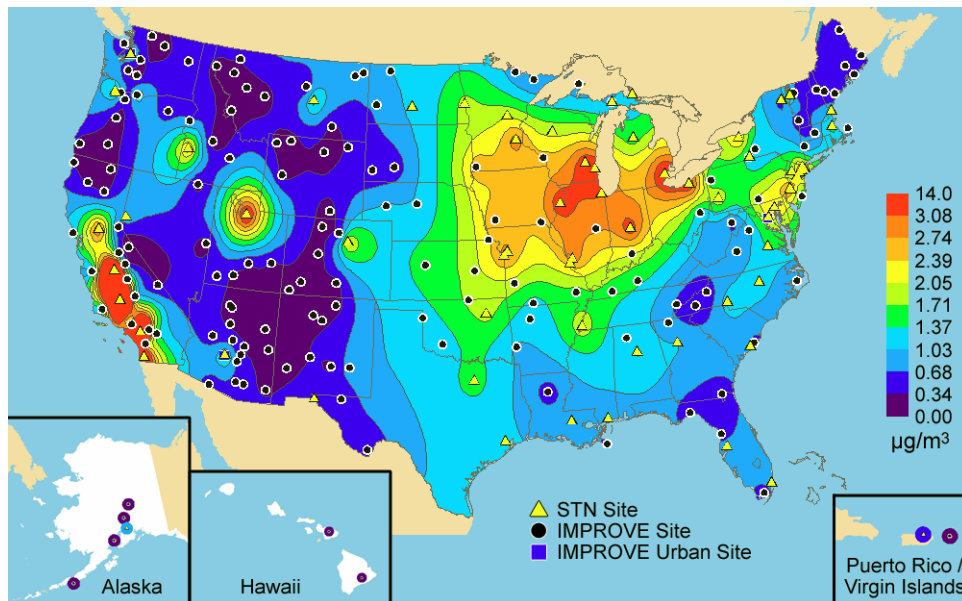 14.0
3.08
2.74
2.39
2.05
1.71
1.37
1.03
0.68
0.34
0.00
µg/m³
STN Site
IMPROVE Site
IMPROVE Urban Site
Alaska
Hawaii
Puerto Rico /
Virgin Islands